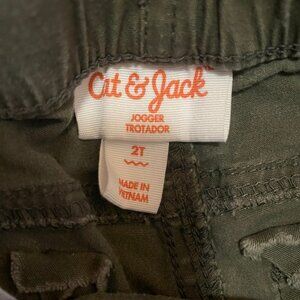 Cat & Jack
JOGGER
TROTADOR
2T
MADE IN
VIETNAM